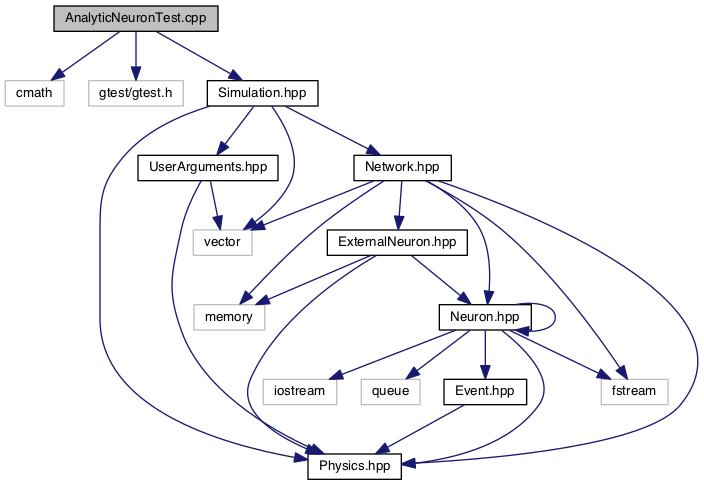 AnalyticNeuronTest.cpp
cmath
gtest/gtest.h
Simulation.hpp
UserArguments.hpp
Network.hpp
vector
ExternalNeuron.hpp
memory
Neuron.hpp
iostream
queue
Event.hpp
fstream
Physics.hpp